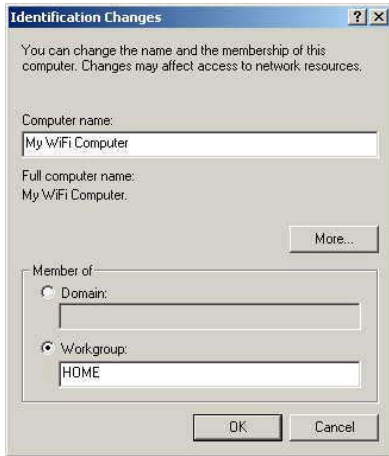 Identification Changes
You can change the name and the membership of this
computer. Changes may affect access to network resources.
Computer name:
My WiFi Computer
Full computer name:
My WiFi Computer.
More...
Member of
Domain:
Workgroup:
HOME
OK Cancel